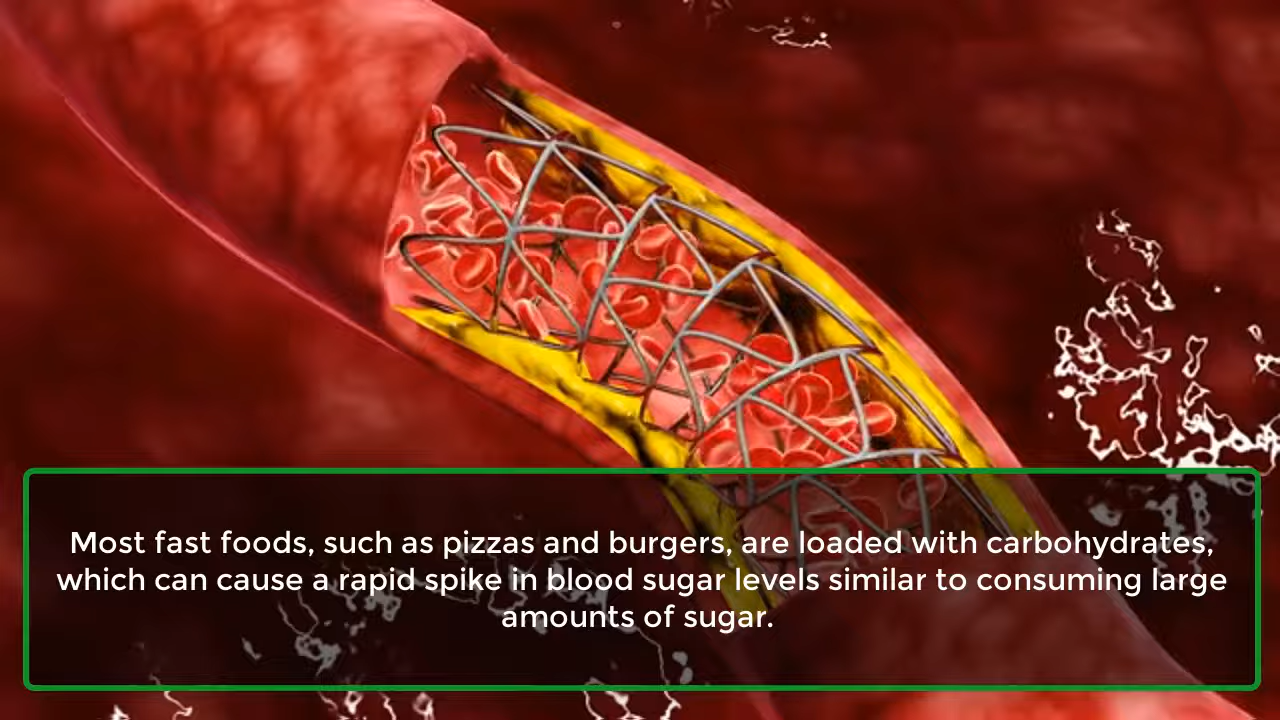 Most fast foods, such as pizzas and burgers, are loaded with carbohydrates,
which can cause a rapid spike in blood sugar levels similar to consuming large
amounts of sugar.